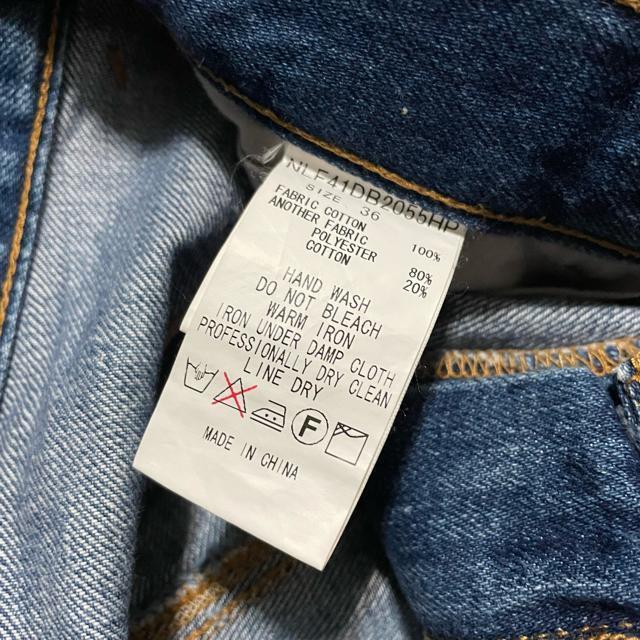 NLF41DB2055HP
SIZE 36
FABRIC COTTON 100%
ANOTHER FABRIC
POLYESTER 80%
COTTON 20%
HAND WASH
DO NOT BLEACH
WARM IRON
IRON UNDER DAMP CLOTH
PROFESSIONALLY DRY CLEAN
LINE DRY
F
MADE IN CHINA